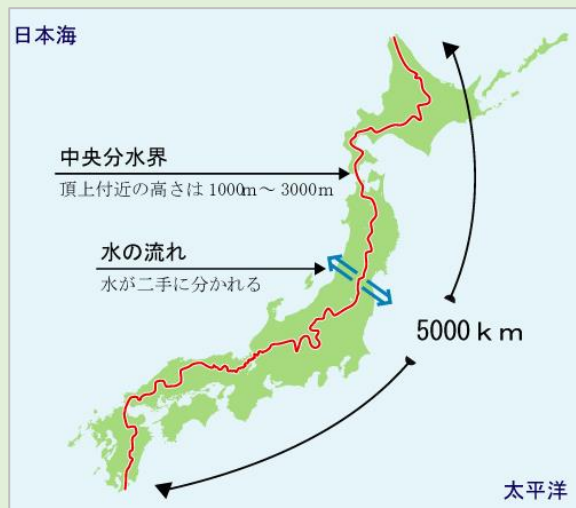 日本海
中央分水界
頂上付近の高さは1000m～3000m
水の流れ
水が二手に分かれる
5000km
太平洋